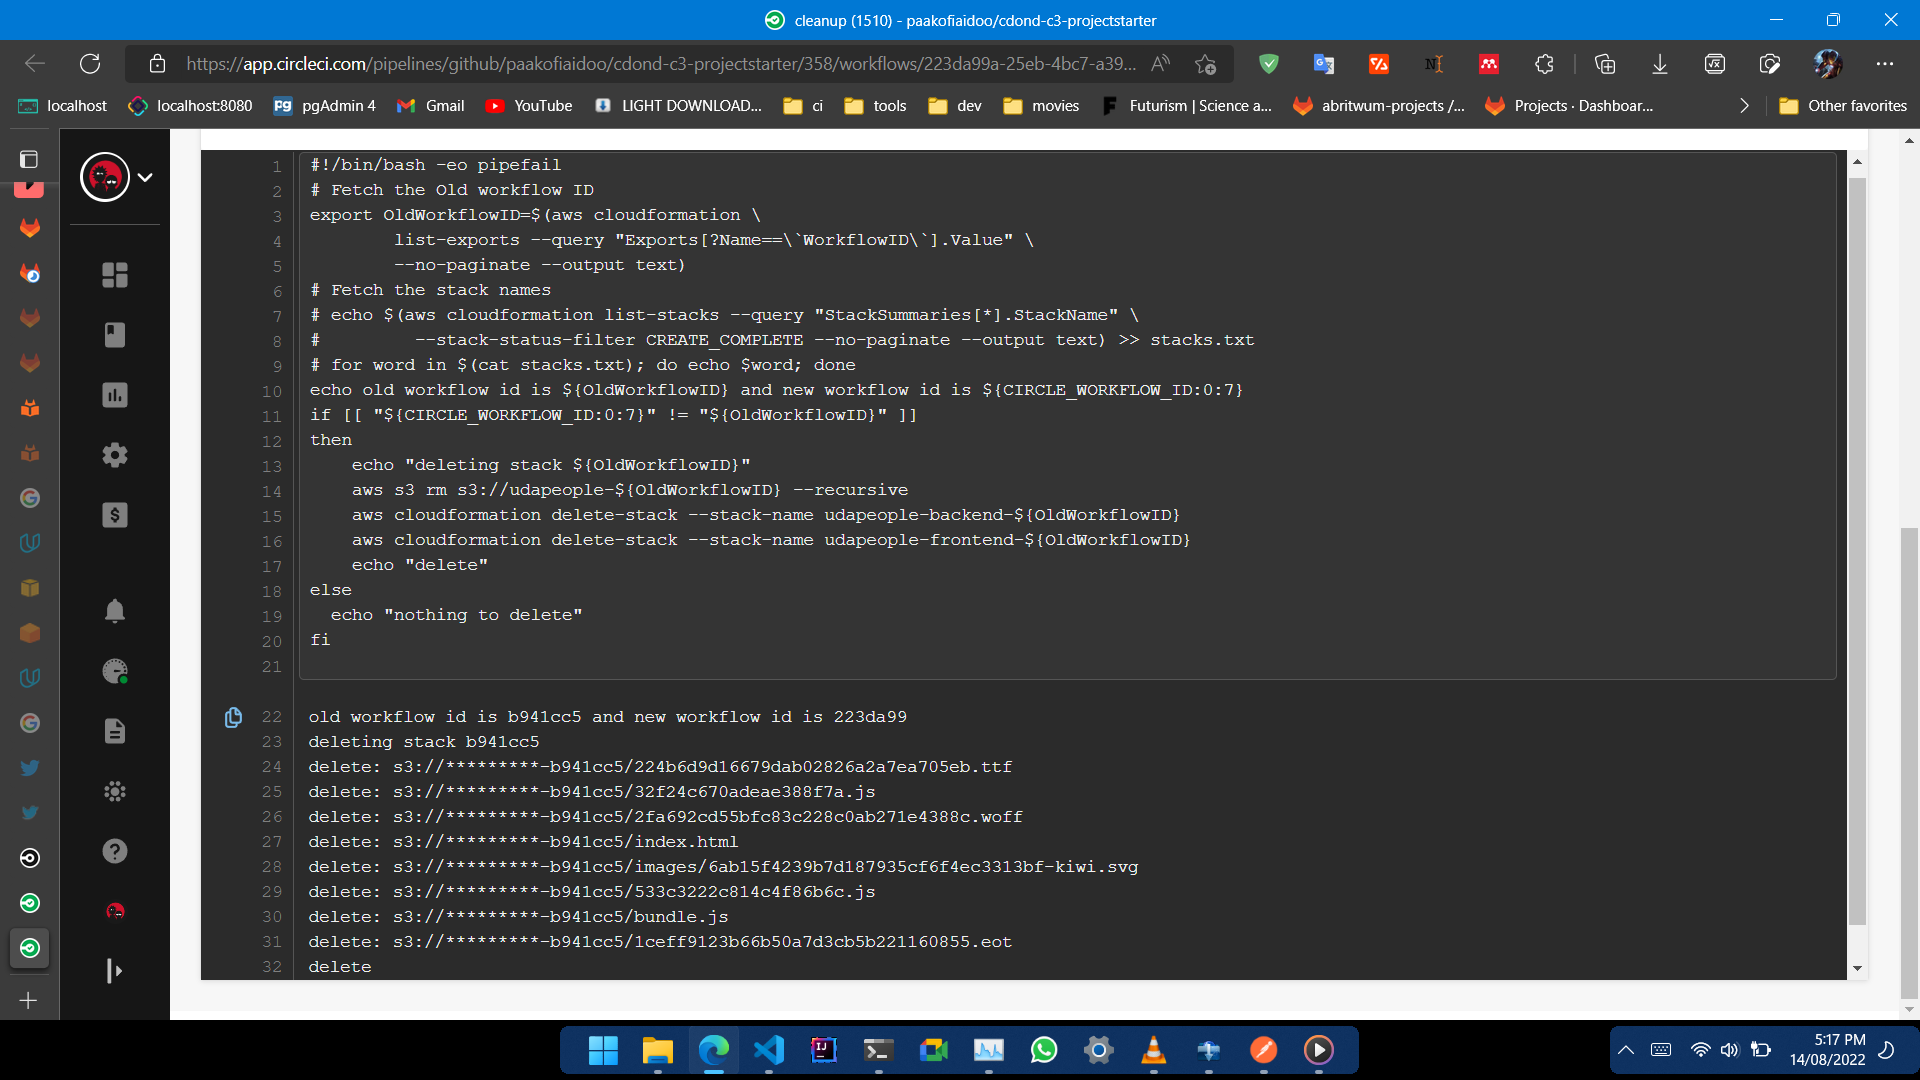 cleanup (1510) - paakofiaidoo/cdond-c3-projectstarter
https://app.circleci.com/pipelines/github/paakofiaidoo/cdond-c3-projectstarter/358/workflows/223da99a-25eb-4bc7-a39...
localhost
localhost:8080
pgAdmin 4
Gmail
YouTube
LIGHT DOWNLOAD...
ci
tools
dev
movies
Futurism | Science a...
abritwum-projects /...
Projects · Dashboar...
Other favorites
1 #!/bin/bash -eo pipefail
2 # Fetch the Old workflow ID
3 export OldWorkflowID=$(aws cloudformation \
4 list-exports --query "Exports[?Name==\`WorkflowID\`].Value" \
5 --no-paginate --output text)
6 # Fetch the stack names
7 # echo $(aws cloudformation list-stacks --query "StackSummaries[*].StackName" \
8 # --stack-status-filter CREATE_COMPLETE --no-paginate --output text) >> stacks.txt
9 # for word in $(cat stacks.txt); do echo $word; done
10 echo old workflow id is ${OldWorkflowID} and new workflow id is ${CIRCLE_WORKFLOW_ID:0:7}
11 if [[ "${CIRCLE_WORKFLOW_ID:0:7}" != "${OldWorkflowID}" ]]
12 then
13 echo "deleting stack ${OldWorkflowID}"
14 aws s3 rm s3://udapeople-${OldWorkflowID} --recursive
15 aws cloudformation delete-stack --stack-name udapeople-backend-${OldWorkflowID}
16 aws cloudformation delete-stack --stack-name udapeople-frontend-${OldWorkflowID}
17 echo "delete"
18 else
19 echo "nothing to delete"
20 fi
21
22 old workflow id is b941cc5 and new workflow id is 223da99
23 deleting stack b941cc5
24 delete: s3://*********-b941cc5/224b6d9d16679dab02826a2a7ea705eb.ttf
25 delete: s3://*********-b941cc5/32f24c670adeae388f7a.js
26 delete: s3://*********-b941cc5/2fa692cd55bfc83c228c0ab271e4388c.woff
27 delete: s3://*********-b941cc5/index.html
28 delete: s3://*********-b941cc5/images/6ab15f4239b7d187935cf6f4ec3313bf-kiwi.svg
29 delete: s3://*********-b941cc5/533c3222c814c4f86b6c.js
30 delete: s3://*********-b941cc5/bundle.js
31 delete: s3://*********-b941cc5/1ceff9123b66b50a7d3cb5b221160855.eot
32 delete
5:17 PM
14/08/2022